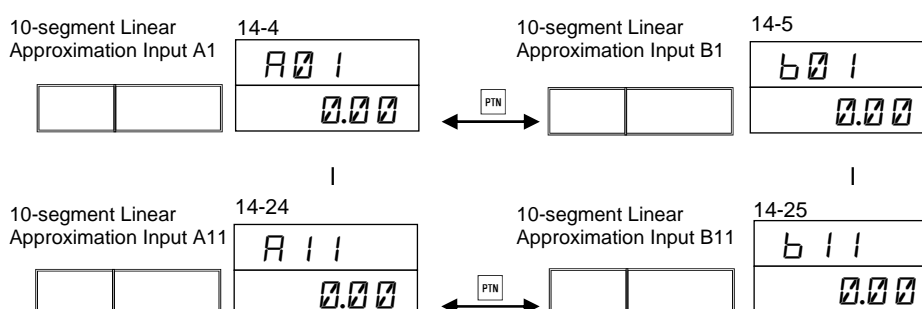 10-segment Linear
Approximation Input A1
14-4
A01
0.00
PTN
10-segment Linear
Approximation Input B1
14-5
b01
0.00
10-segment Linear
Approximation Input A11
14-24
A11
0.00
PTN
10-segment Linear
Approximation Input B11
14-25
b11
0.00